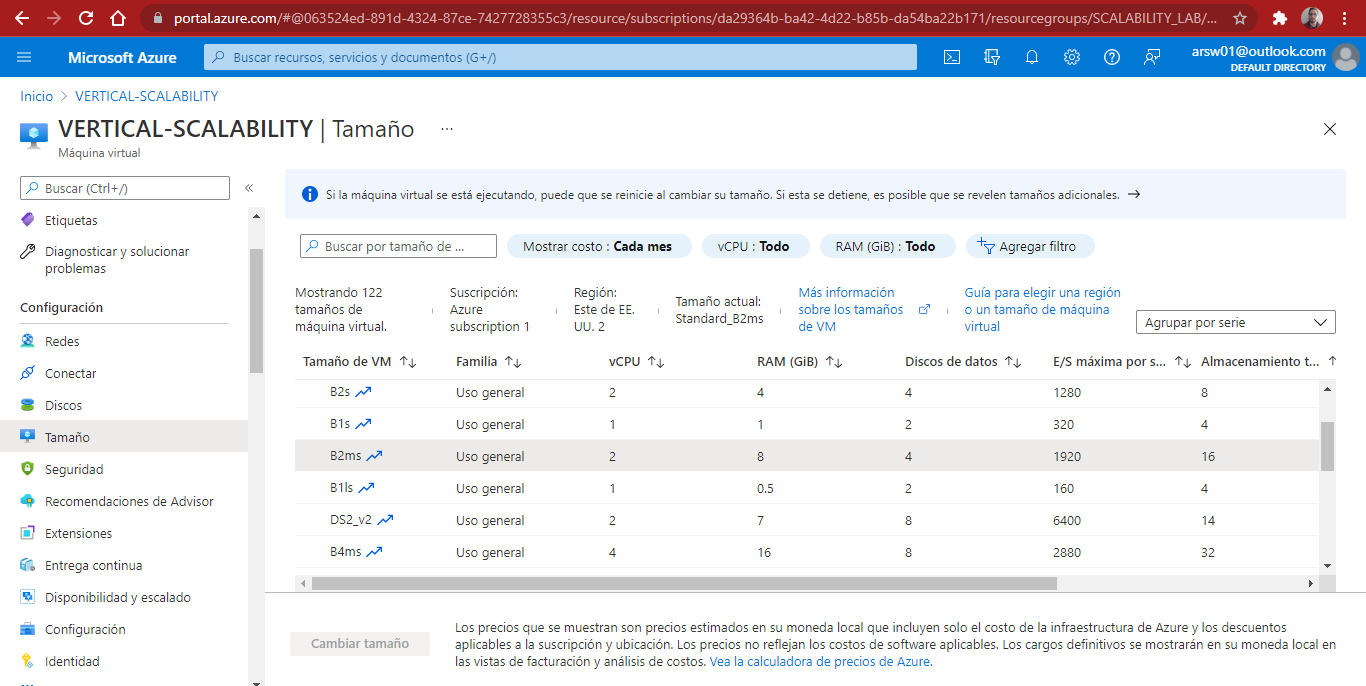 portal.azure.com/#@063524ed-891d-4324-87ce-7427728355c3/resource/subscriptions/da29364b-ba42-4d22-b85b-da54ba22b171/resourcegroups/SCALABILITY_LAB/...
Microsoft Azure
Buscar recursos, servicios y documentos (G+/)
arsw01@outlook.com
DEFAULT DIRECTORY
Inicio > VERTICAL-SCALABILITY
VERTICAL-SCALABILITY | Tamaño ...
Máquina virtual
Buscar (Ctrl+/) «
Etiquetas
Diagnosticar y solucionar
problemas
Configuración
Redes
Conectar
Discos
Tamaño
Seguridad
Recomendaciones de Advisor
Extensiones
Entrega continua
Disponibilidad y escalado
Configuración
Identidad
Si la máquina virtual se está ejecutando, puede que se reinicie al cambiar su tamaño. Si esta se detiene, es posible que se revelen tamaños adicionales. →
Buscar por tamaño de ...
Mostrar costo : Cada mes
vCPU : Todo
RAM (GiB) : Todo
Agregar filtro
Mostrando 122
tamaños de
máquina virtual.
Suscripción:
Azure
subscription 1
Región:
Este de EE.
UU. 2
Tamaño actual:
Standard_B2ms
Más información
sobre los tamaños
de VM
Guía para elegir una región
o un tamaño de máquina
virtual
Agrupar por serie
Tamaño de VM ↑↓ Familia ↑↓ vCPU ↑↓ RAM (GiB) ↑↓ Discos de datos ↑↓ E/S máxima por s... ↑↓ Almacenamiento t... ↑
B2s Uso general 2 4 4 1280 8
B1s Uso general 1 1 2 320 4
B2ms Uso general 2 8 4 1920 16
B1ls Uso general 1 0.5 2 160 4
DS2_v2 Uso general 2 7 8 6400 14
B4ms Uso general 4 16 8 2880 32
Cambiar tamaño
Los precios que se muestran son precios estimados en su moneda local que incluyen solo el costo de la infraestructura de Azure y los descuentos
aplicables a la suscripción y ubicación. Los precios no reflejan los costos de software aplicables. Los cargos definitivos se mostrarán en su moneda local en
las vistas de facturación y análisis de costos. Vea la calculadora de precios de Azure.